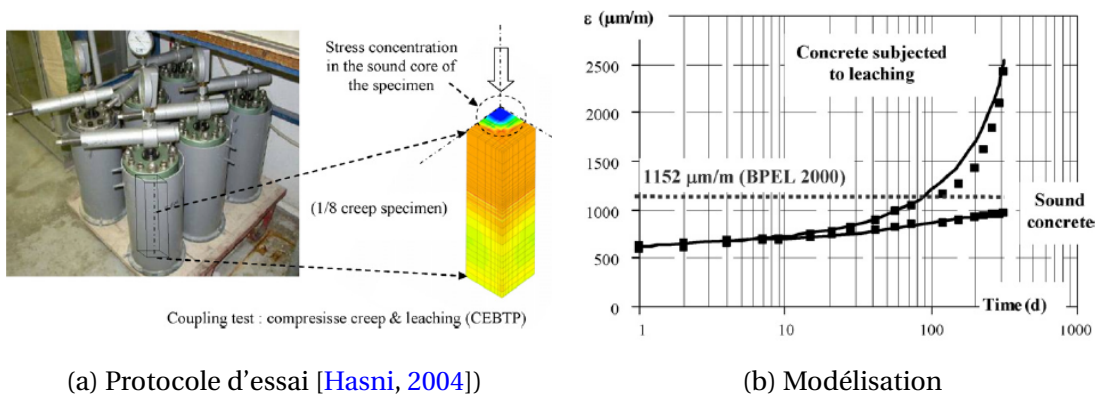 Stress concentration
in the sound core of
the specimen
(1/8 creep specimen)
Coupling test : compresisse creep & leaching (CEBTP)
(a) Protocole d'essai [Hasni, 2004])
ε (μm/m)
Concrete subjected
to leaching
2500
2000
1500
1152 μm/m (BPEL 2000)
Sound
concrete
1000
500
0
Time (d)
1
10
100
1000
(b) Modélisation